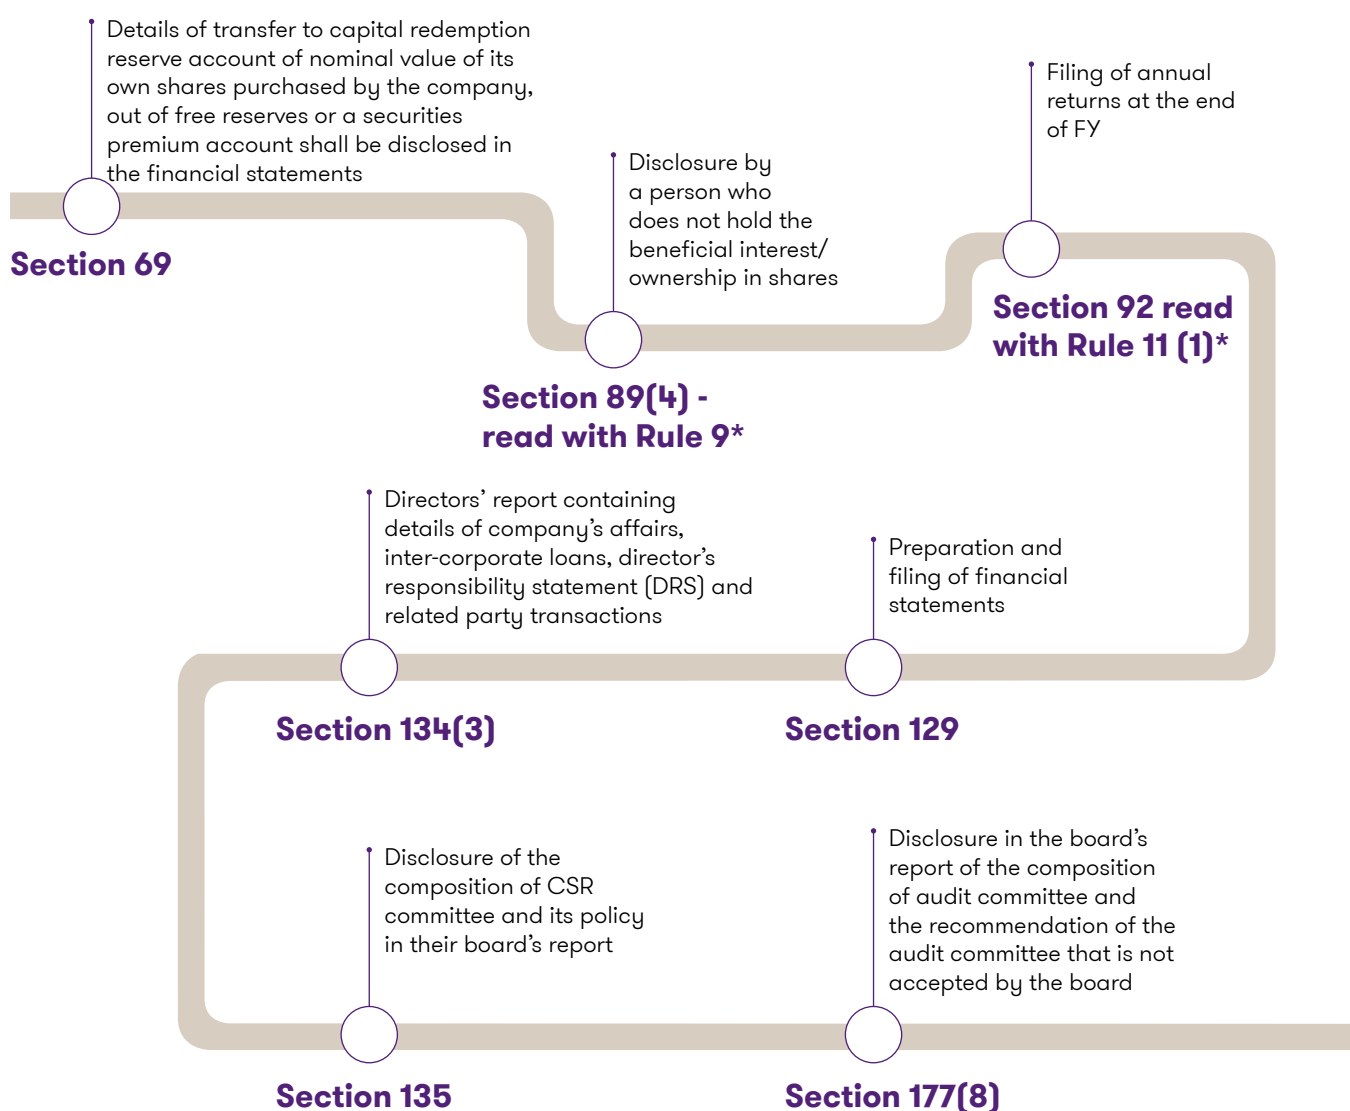 Details of transfer to capital redemption
reserve account of nominal value of its
own shares purchased by the company,
out of free reserves or a securities
premium account shall be disclosed in
the financial statements
Section 69
Disclosure by
a person who
does not hold the
beneficial interest/
ownership in shares
Section 89(4) -
read with Rule 9*
Filing of annual
returns at the end
of FY
Section 92 read
with Rule 11 (1)*
Preparation and
filing of financial
statements
Section 129
Directors’ report containing
details of company’s affairs,
inter-corporate loans, director’s
responsibility statement (DRS) and
related party transactions
Section 134(3)
Disclosure of the
composition of CSR
committee and its policy
in their board’s report
Section 135
Disclosure in the board’s
report of the composition
of audit committee and
the recommendation of the
audit committee that is not
accepted by the board
Section 177(8)